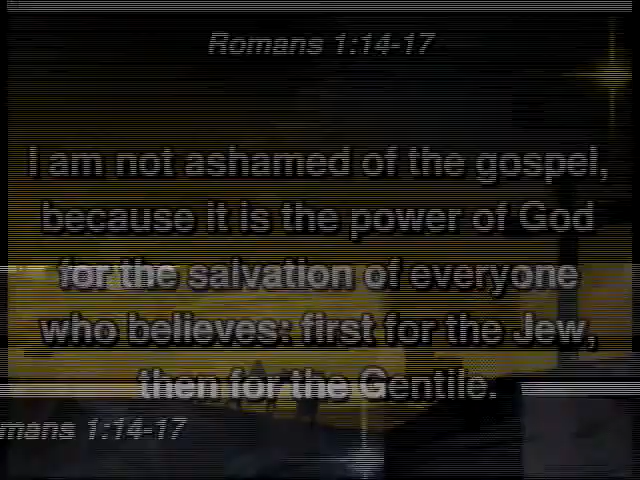 Romans 1:14-17
I am not ashamed of the gospel,
because it is the power of God
for the salvation of everyone
who believes: first for the Jew,
then for the Gentile.
mans 1:14-17